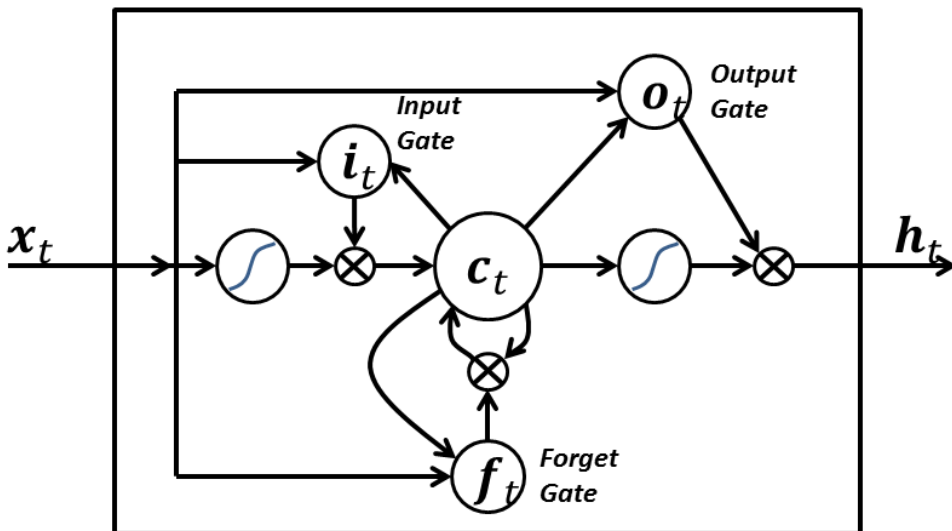 Input
Gate
Output
Gate
o_t
i_t
x_t
c_t
h_t
f_t
Forget
Gate